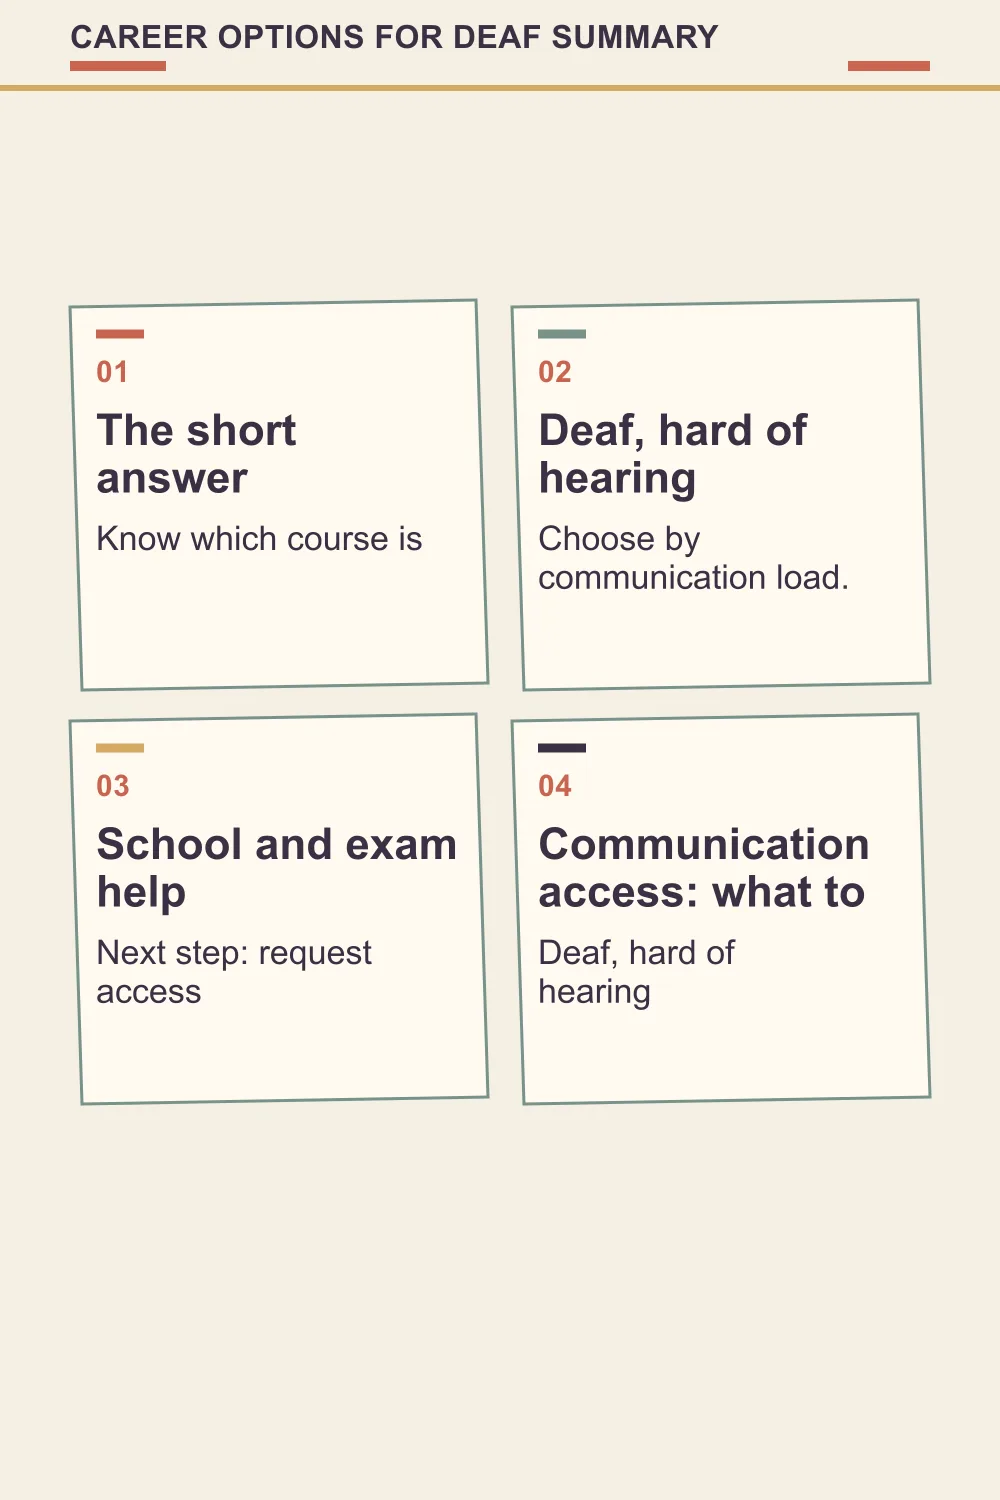 CAREER OPTIONS FOR DEAF SUMMARY
01
The short
answer
Know which course is
02
Deaf, hard of
hearing
Choose by
communication load.
03
School and exam
help
Next step: request
access
04
Communication
access: what to
Deaf, hard of
hearing